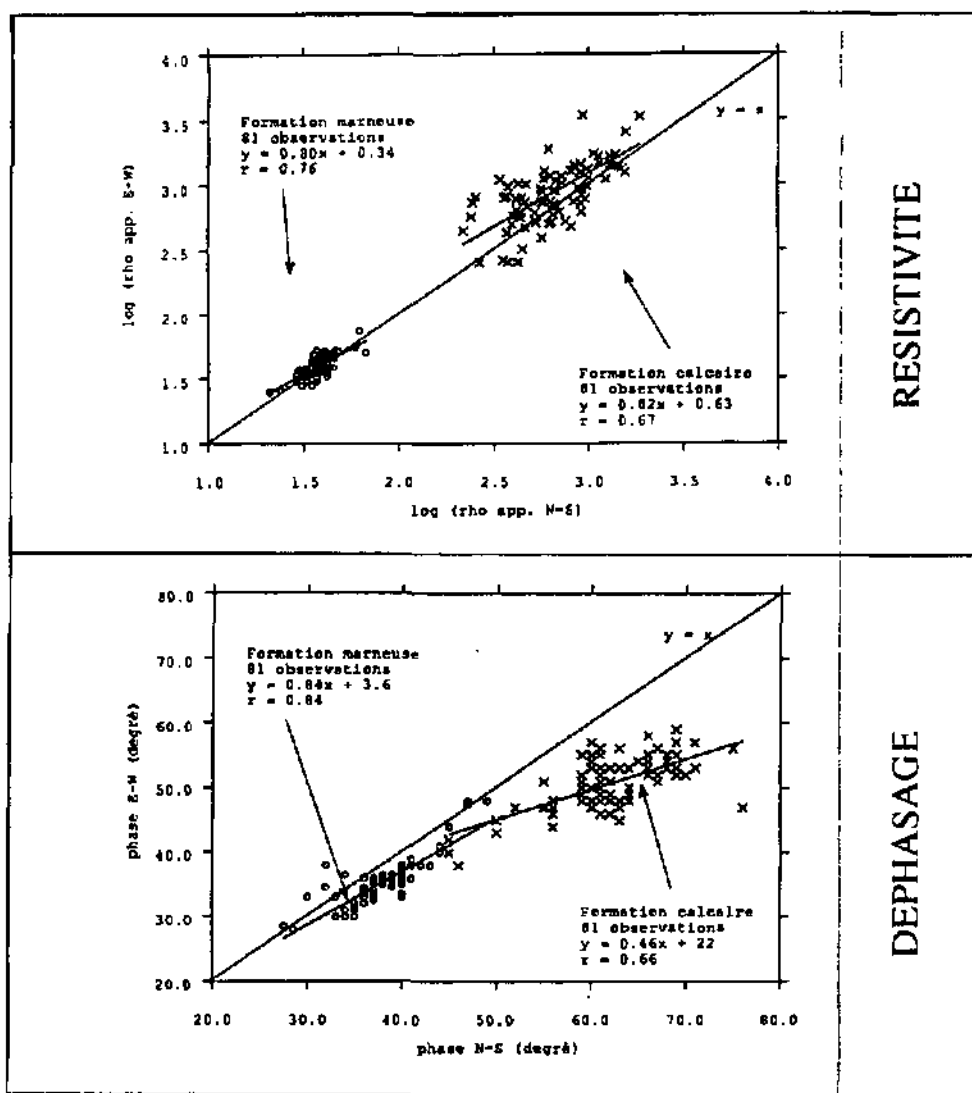 4.0
3.5
3.0
2.5
2.0
1.5
1.0
log (rho app. E-W)
Formation marneuse
81 observations
y = 0.80x + 0.34
r = 0.76
y = x
Formation calcaire
81 observations
y = 0.82x + 0.63
r = 0.67
1.0 1.5 2.0 2.5 3.0 3.5 4.0
log (rho app. N-S)
RESISTIVITE
80.0
70.0
60.0
50.0
40.0
30.0
20.0
phase E-W (degré)
Formation marneuse
81 observations
y = 0.84x + 3.6
r = 0.84
y = x
Formation calcaire
81 observations
y = 0.46x + 22
r = 0.66
20.0 30.0 40.0 50.0 60.0 70.0 80.0
phase N-S (degré)
DEPHASAGE